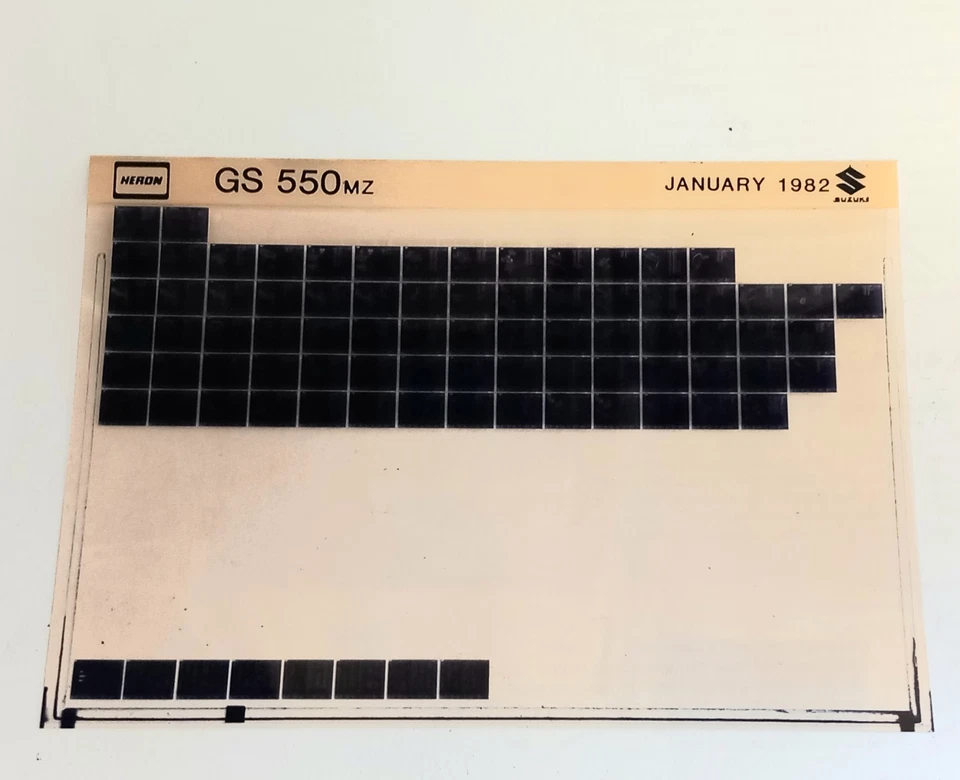 HERON GS 550MZ JANUARY 1982
SUZUKI